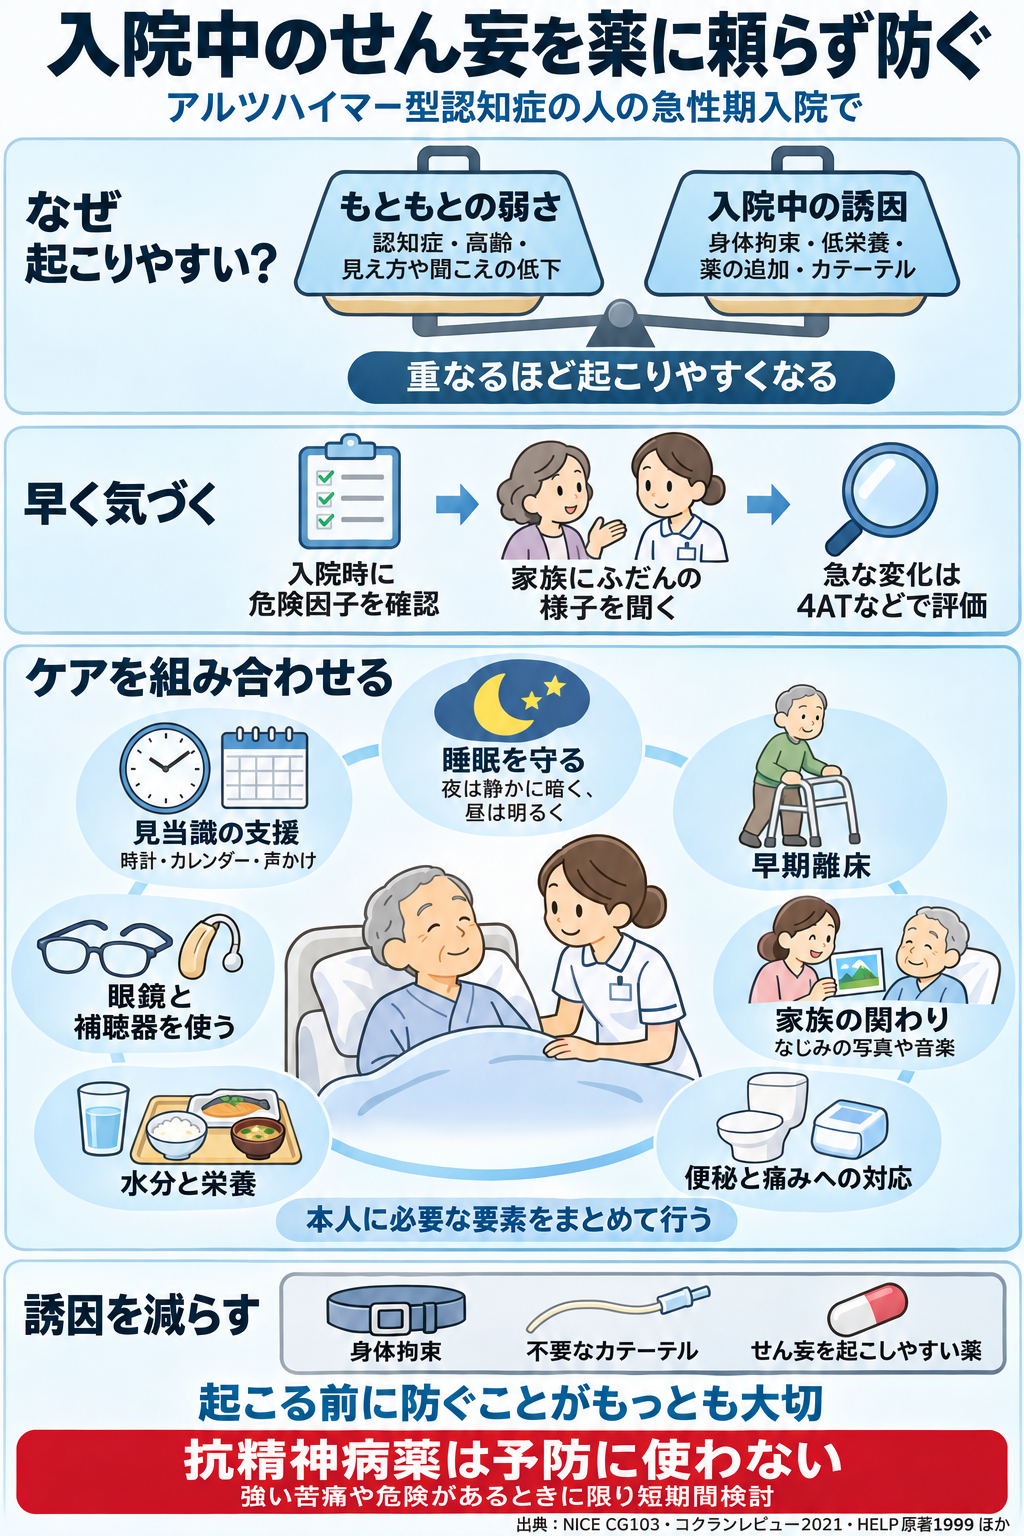 入院中のせん妄を薬に頼らず防ぐ
アルツハイマー型認知症の人の急性期入院で
なぜ
起こりやすい?
もともとの弱さ
認知症・高齢・
見え方や聞こえの低下
入院中の誘因
身体拘束・低栄養・
薬の追加・カテーテル
重なるほど起こりやすくなる
早く気づく
入院時に
危険因子を確認
家族にふだんの
様子を聞く
急な変化は
4ATなどで評価
ケアを組み合わせる
見当識の支援
時計・カレンダー・声かけ
睡眠を守る
夜は静かに暗く、
昼は明るく
早期離床
眼鏡と
補聴器を使う
家族の関わり
なじみの写真や音楽
水分と栄養
便秘と痛みへの対応
本人に必要な要素をまとめて行う
誘因を減らす
身体拘束
不要なカテーテル
せん妄を起こしやすい薬
起こる前に防ぐことがもっとも大切
抗精神病薬は予防に使わない
強い苦痛や危険があるときに限り短期間検討
出典：NICE CG103・コクランレビュー2021・HELP原著1999 ほか